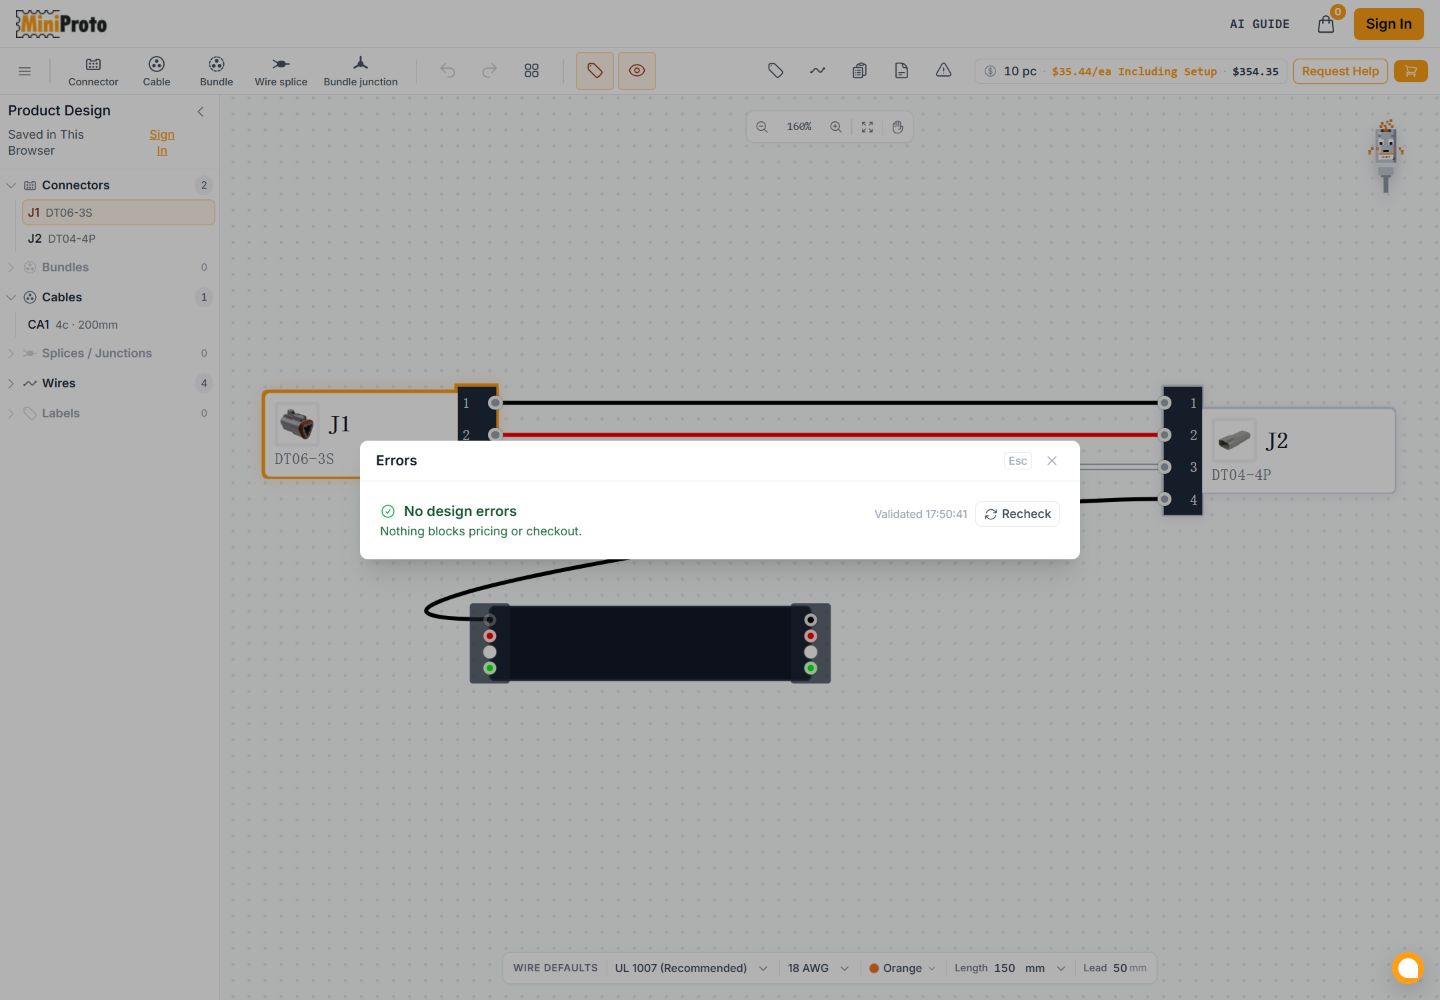 MiniProto
AI GUIDE
0
Sign In
Connector
Cable
Bundle
Wire splice
Bundle junction
10 pc · $35.44/ea Including Setup · $354.35
Request Help
Product Design
Saved in This Browser
Sign In
Connectors 2
J1 DT06-3S
J2 DT04-4P
Bundles 0
Cables 1
CA1 4c · 200mm
Splices / Junctions 0
Wires 4
Labels 0
160%
J1
DT06-3S
1
2
1
2
3
4
J2
DT04-4P
Errors
Esc
No design errors
Nothing blocks pricing or checkout.
Validated 17:50:41
Recheck
WIRE DEFAULTS
UL 1007 (Recommended)
18 AWG
Orange
Length 150 mm
Lead 50 mm